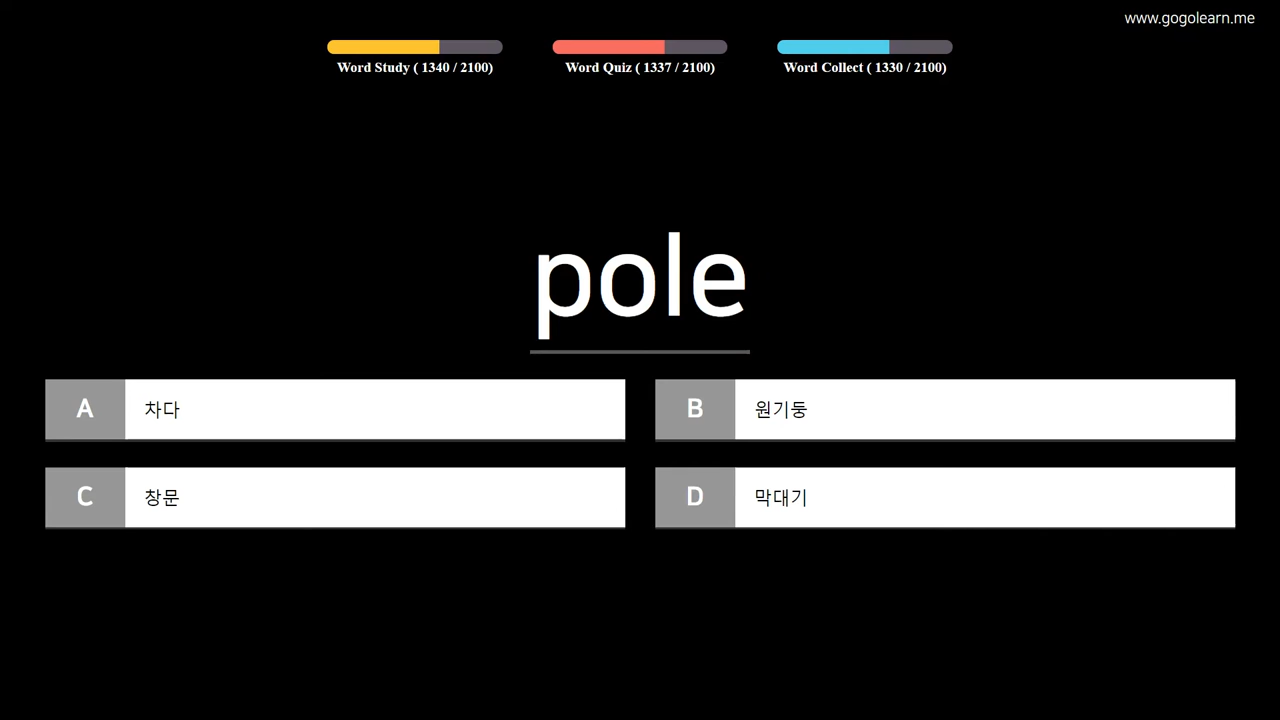 www.gogolearn.me
Word Study ( 1340 / 2100)
Word Quiz ( 1337 / 2100)
Word Collect ( 1330 / 2100)
pole
A 차다
B 원기둥
C 창문
D 막대기